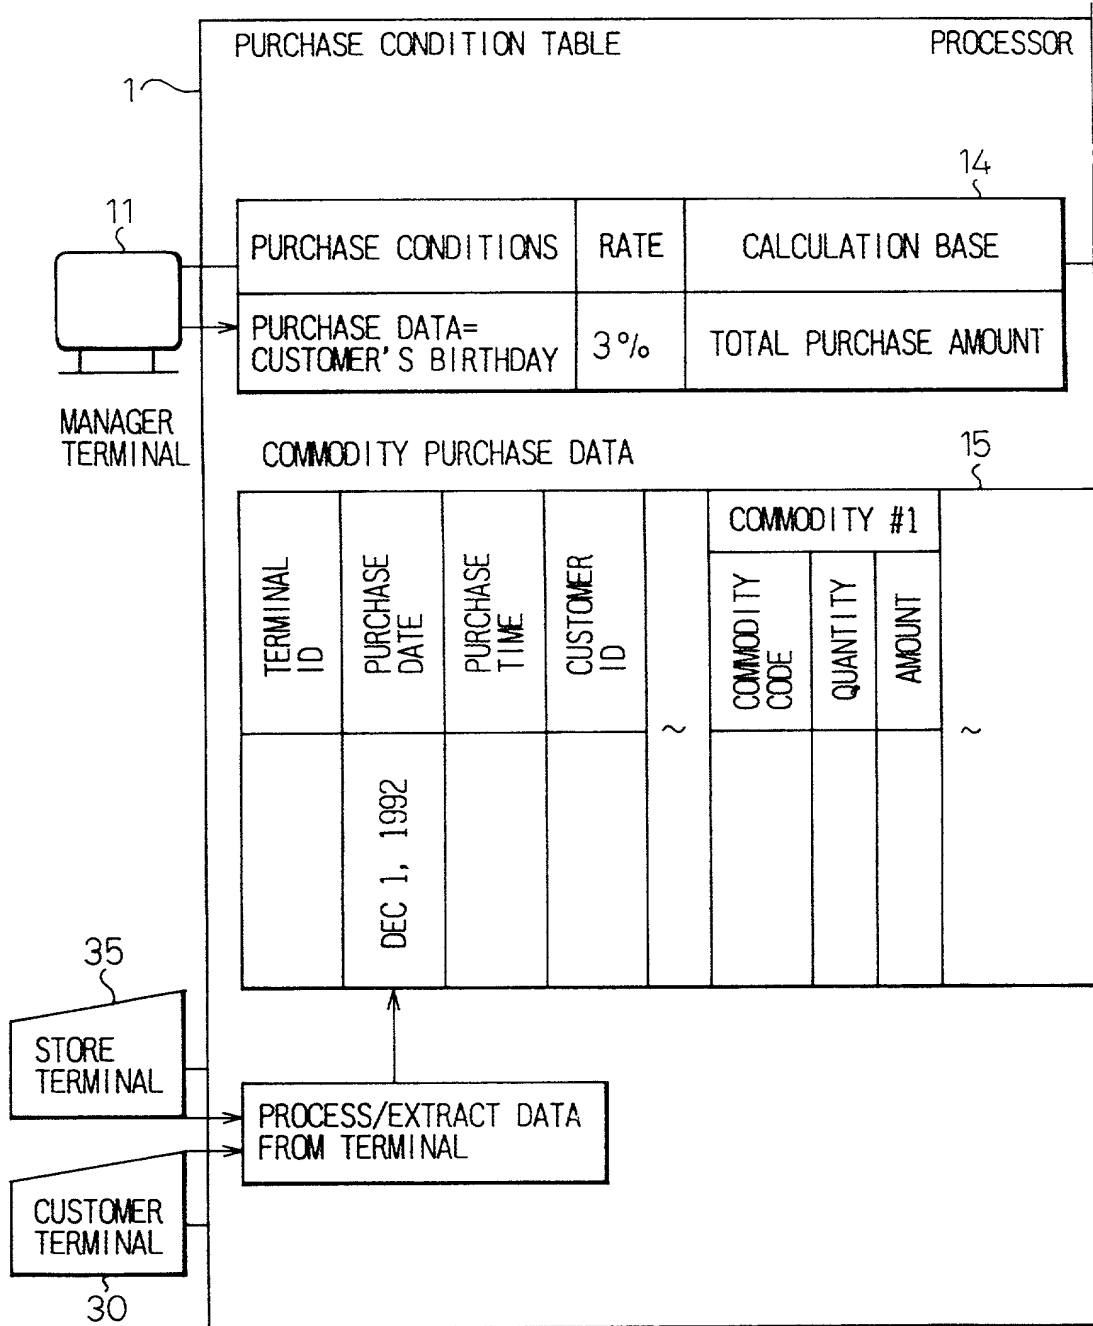 PURCHASE CONDITION TABLE
PROCESSOR
1
14
11
PURCHASE CONDITIONS
RATE
CALCULATION BASE
PURCHASE DATA=
CUSTOMER'S BIRTHDAY
3%
TOTAL PURCHASE AMOUNT
MANAGER
TERMINAL
COMMODITY PURCHASE DATA
15
TERMINAL
ID
PURCHASE
DATE
PURCHASE
TIME
CUSTOMER
ID
~
COMMODITY #1
COMMODITY
CODE
QUANTITY
AMOUNT
~
DEC 1, 1992
35
STORE
TERMINAL
PROCESS/EXTRACT DATA
FROM TERMINAL
CUSTOMER
TERMINAL
30